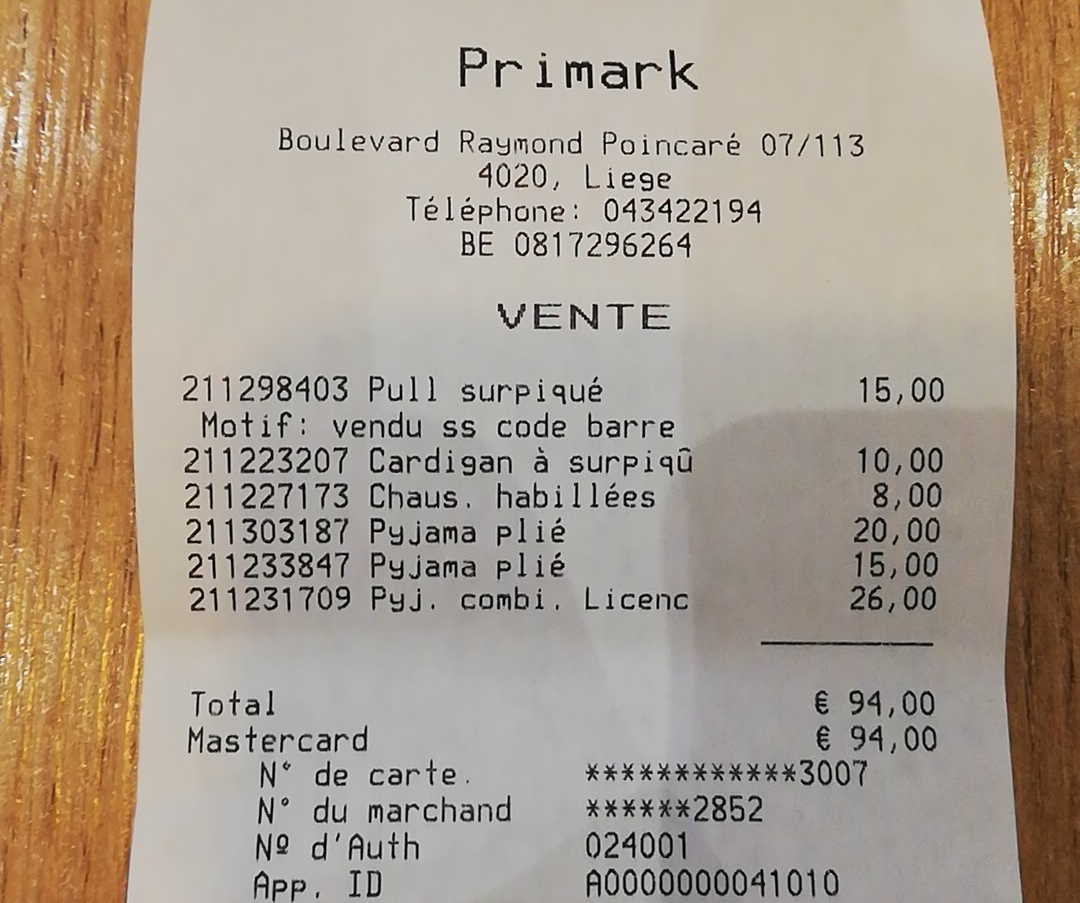 Primark
Boulevard Raymond Poincaré 07/113
4020, Liege
Téléphone: 043422194
BE 0817296264
VENTE
211298403 Pull surpiqué 15,00
Motif: vendu ss code barre
211223207 Cardigan à surpiqû 10,00
211227173 Chaus. habillées 8,00
211303187 Pyjama plié 20,00
211233847 Pyjama plié 15,00
211231709 Pyj. combi. Licenc 26,00
Total € 94,00
Mastercard € 94,00
N° de carte. ************3007
N° du marchand ******2852
Nº d'Auth 024001
App. ID A0000000041010